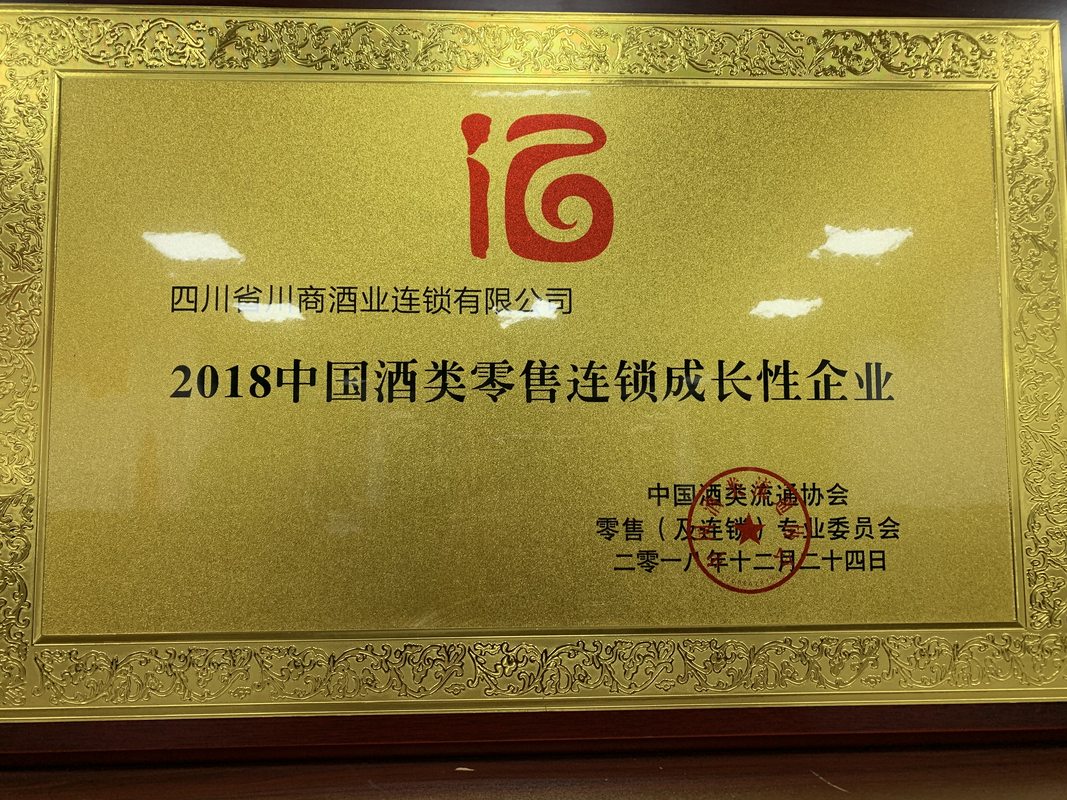 四川省川商酒业连锁有限公司
2018中国酒类零售连锁成长性企业
中国酒类流通协会
零售（及连锁）专业委员会
二零一八年十二月二十四日